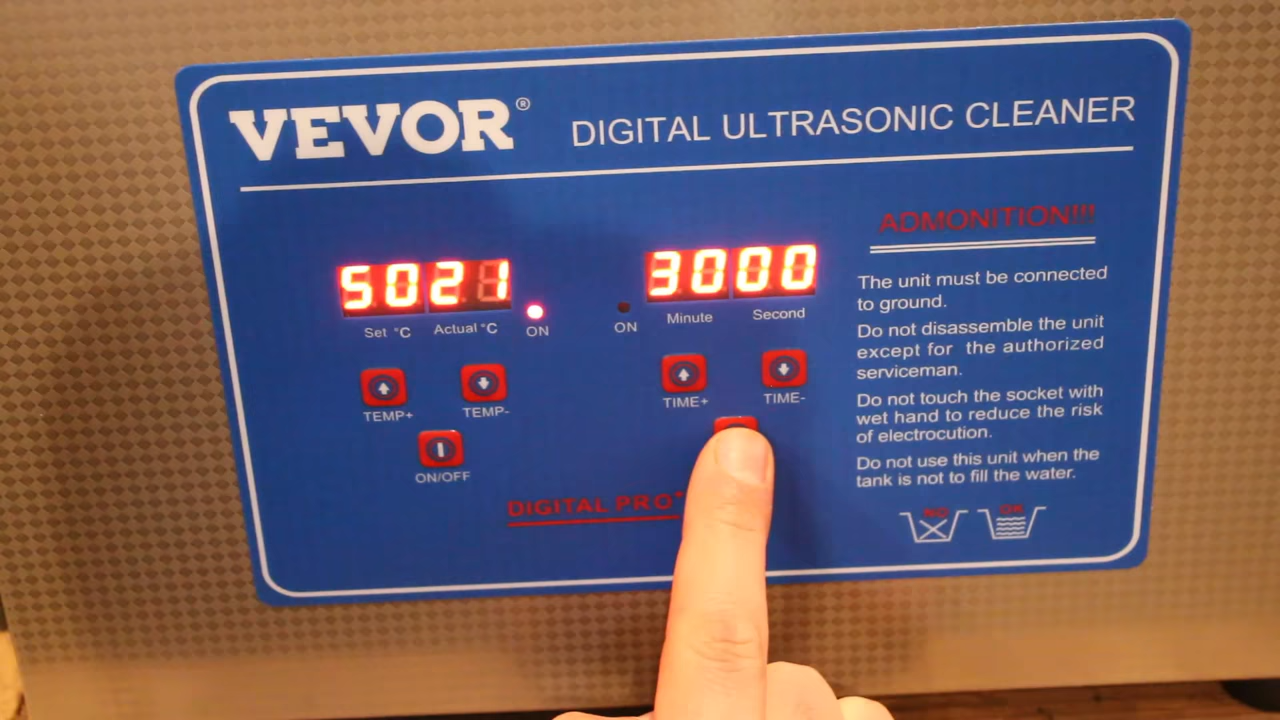 VEVOR®
DIGITAL ULTRASONIC CLEANER
5021
3000
Set °C
Actual °C
ON
ON
Minute
Second
TEMP+
TEMP-
TIME+
TIME-
ON/OFF
DIGITAL PRO+
ADMONITION!!!
The unit must be connected
to ground.
Do not disassemble the unit
except for the authorized
serviceman.
Do not touch the socket with
wet hand to reduce the risk
of electrocution.
Do not use this unit when the
tank is not to fill the water.
NO
OK